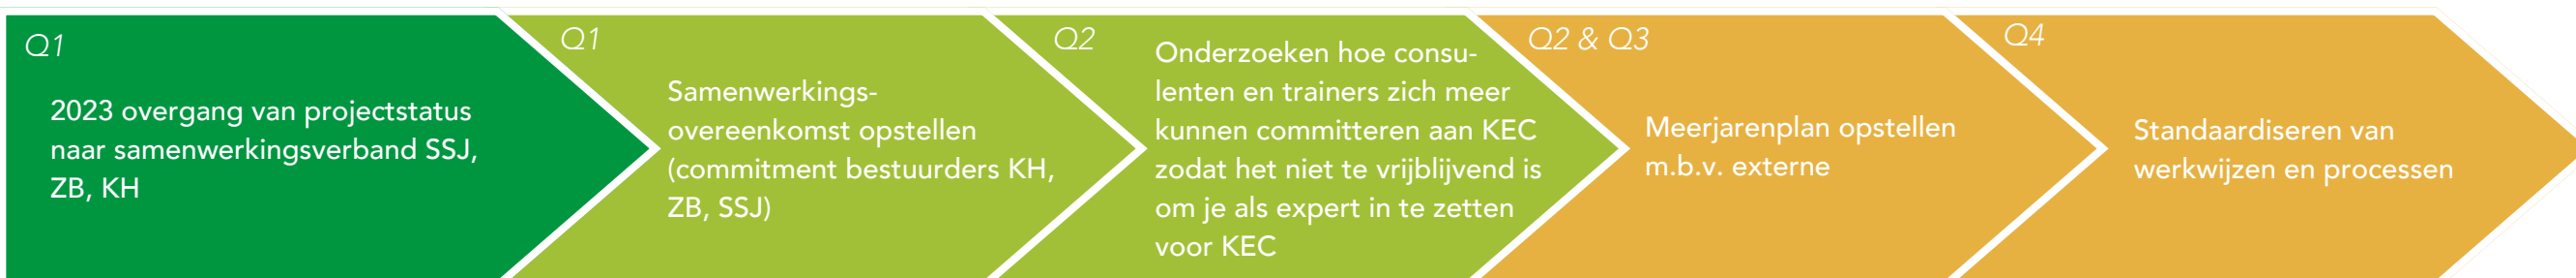 Q1
2023 overgang van projectstatus
naar samenwerkingsverband SSJ,
ZB, KH
Q1
Samenwerkings-
overeenkomst opstellen
(commitment bestuurders KH,
ZB, SSJ)
Q2
Onderzoeken hoe consu-
lenten en trainers zich meer
kunnen committeren aan KEC
zodat het niet te vrijblijvend is
om je als expert in te zetten
voor KEC
Q2 & Q3
Meerjarenplan opstellen
m.b.v. externe
Q4
Standaardiseren van
werkwijzen en processen